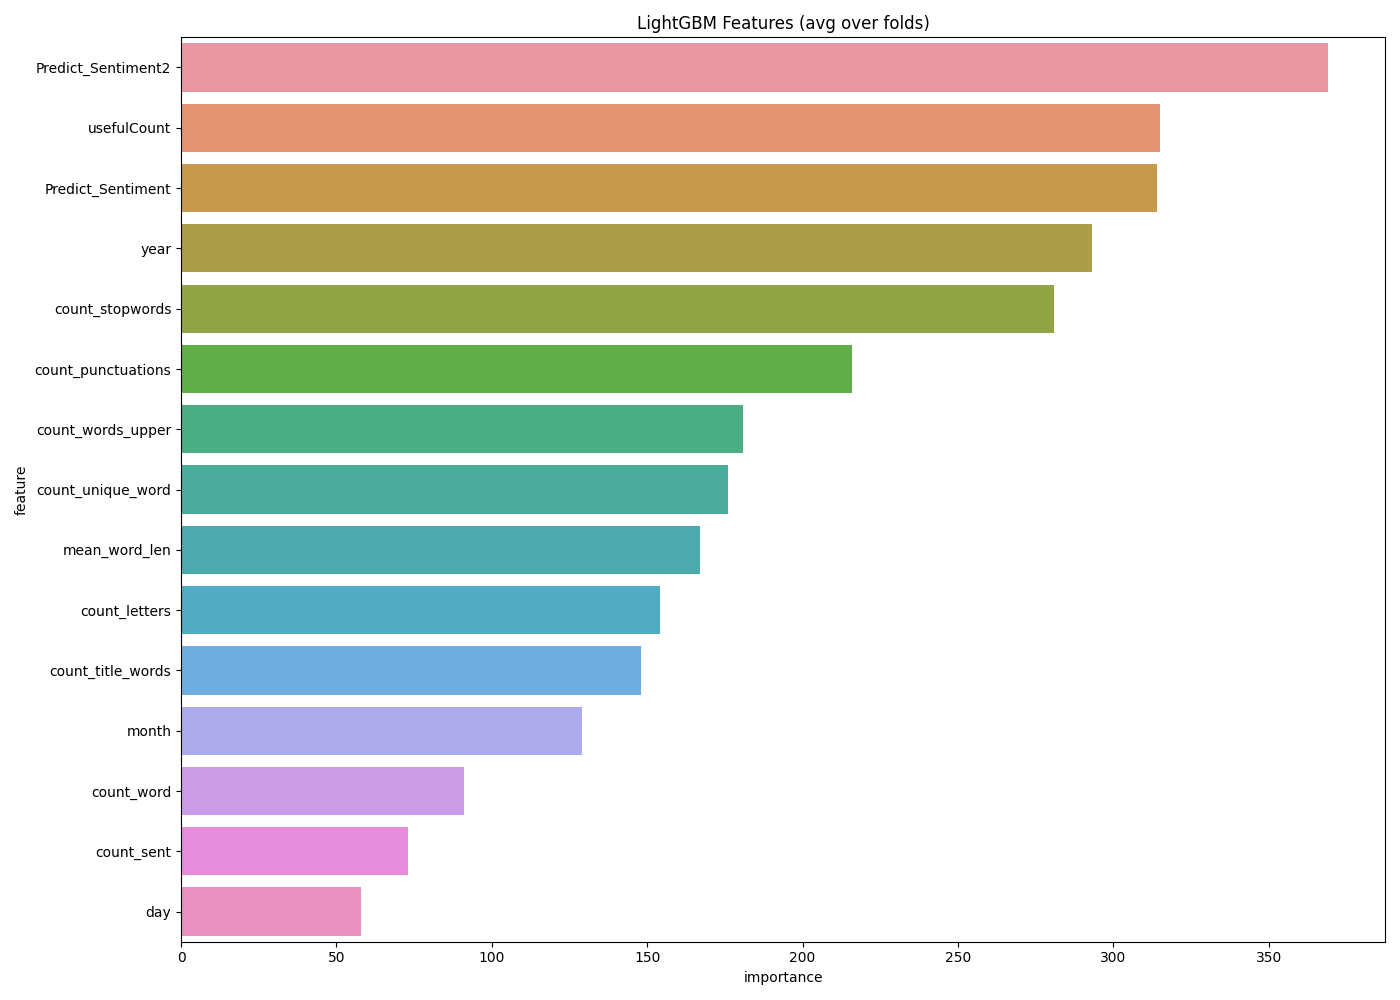 LightGBM Features (avg over folds)
feature
Predict_Sentiment2
usefulCount
Predict_Sentiment
year
count_stopwords
count_punctuations
count_words_upper
count_unique_word
mean_word_len
count_letters
count_title_words
month
count_word
count_sent
day
0 50 100 150 200 250 300 350
importance